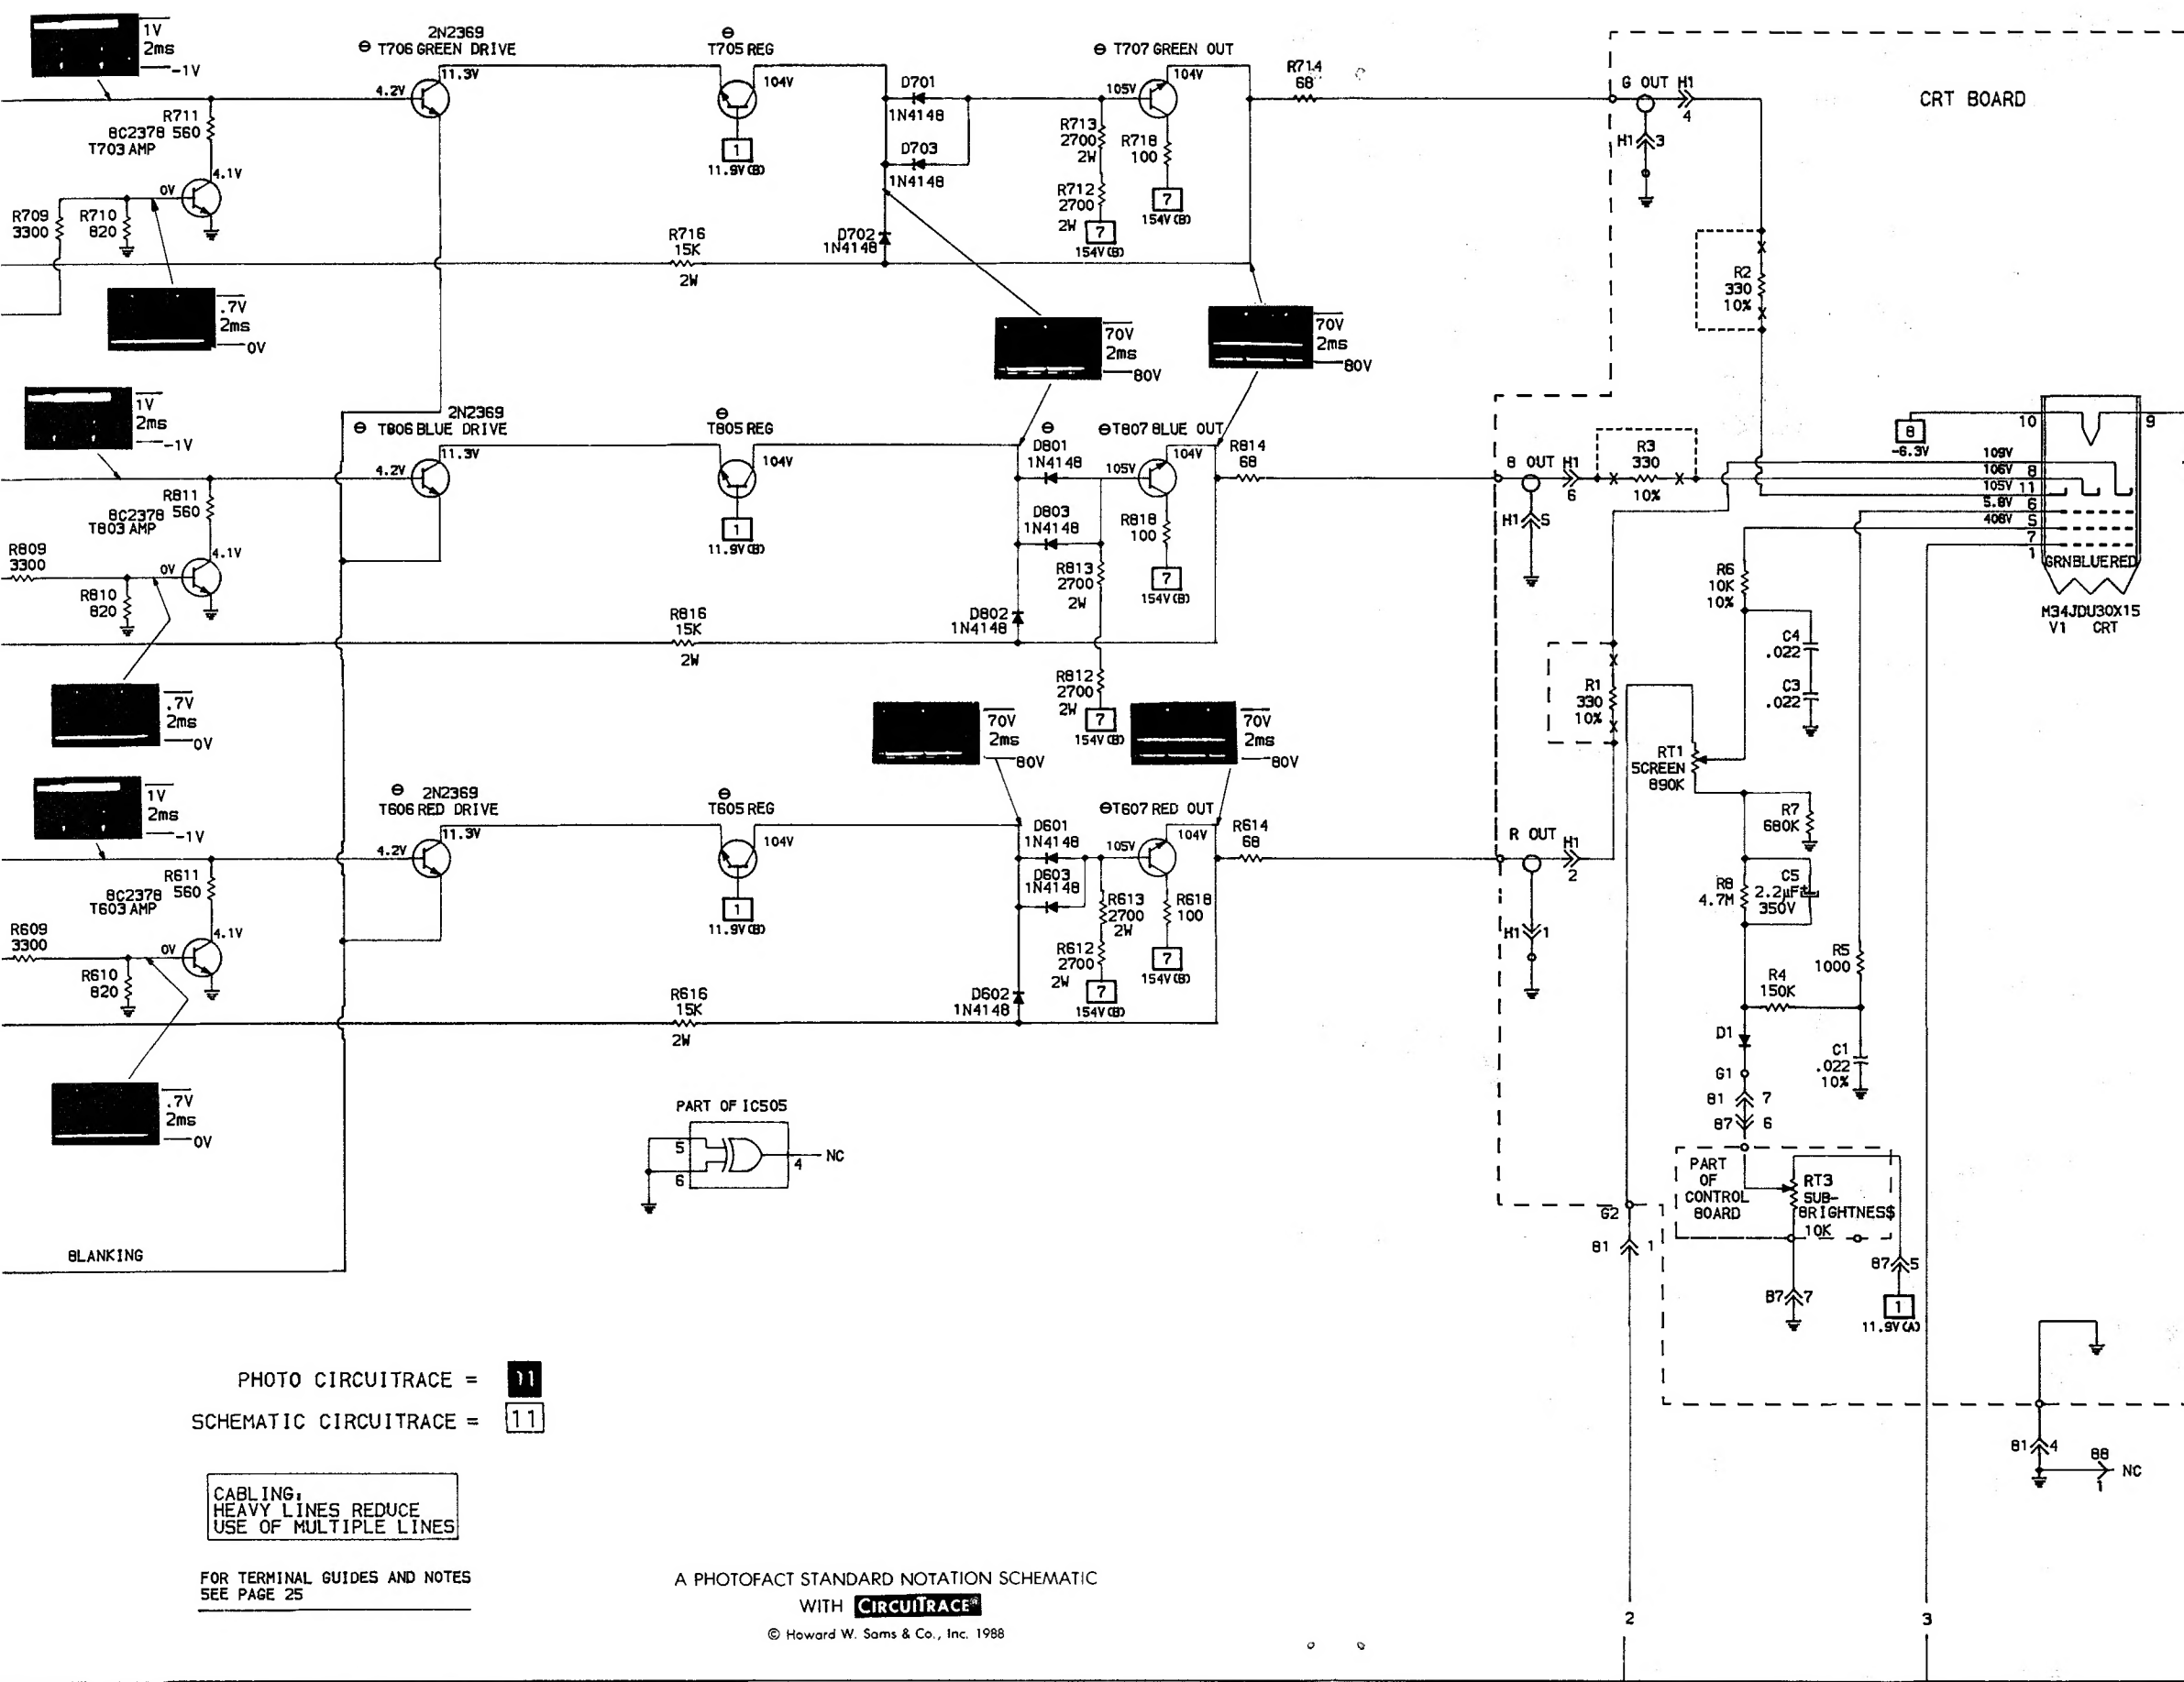 1V
2ms
-1V
2N2369
T706 GREEN DRIVE
11.3V
4.2V
R711
8C2378 560
T703 AMP
4.1V
0V
R709
3300
R710
820
.7V
2ms
0V
T705 REG
104V
1
11.9V(B)
R716
15K
2W
D701
1N4148
D703
1N4148
D702
1N4148
T707 GREEN OUT
105V
104V
R713
2700
2W
R718
100
R712
2700
2W
7
154V(B)
7
154V(B)
R714
68
70V
2ms
80V
70V
2ms
80V
G OUT H1
4
H1 3
CRT BOARD
R2
330
10%
1V
2ms
-1V
2N2369
T806 BLUE DRIVE
11.3V
4.2V
R811
8C2378 560
T803 AMP
4.1V
0V
R809
3300
R810
820
.7V
2ms
0V
T805 REG
104V
1
11.9V(B)
R816
15K
2W
D801
1N4148
D803
1N4148
D802
1N4148
T807 BLUE OUT
105V
104V
R818
100
7
154V(B)
R813
2700
2W
R812
2700
2W
7
154V(B)
R814
68
B OUT H1
6
H1 5
R3
330
10%
8
-6.3V
10
9
109V
106V
8
105V
11
5.8V
6
408V
5
7
1
GRN BLUE RED
M34JDU30X15
V1 CRT
R6
10K
10%
C4
.022
C3
.022
R1
330
10%
RT1
SCREEN
890K
R7
680K
R8
4.7M
C5
2.2µF+
350V
R5
1000
R4
150K
D1
G1
B1 7
B7 6
C1
.022
10%
PART
OF
CONTROL
BOARD
RT3
SUB-
BRIGHTNESS
10K
B7 7
B7 5
1
11.9V(A)
G2
B1 1
1V
2ms
-1V
2N2369
T606 RED DRIVE
11.3V
4.2V
R611
8C2378 560
T603 AMP
4.1V
0V
R609
3300
R610
820
.7V
2ms
0V
T605 REG
104V
1
11.9V(B)
R616
15K
2W
70V
2ms
80V
70V
2ms
80V
D601
1N4148
D603
1N4148
D602
1N4148
T607 RED OUT
105V
104V
R613
2700
2W
R618
100
R612
2700
2W
7
154V(B)
7
154V(B)
R614
68
R OUT
H1
2
H1 1
PART OF IC505
5
6
4
NC
BLANKING
PHOTO CIRCUITRACE = 11
SCHEMATIC CIRCUITRACE = 11
CABLING:
HEAVY LINES REDUCE
USE OF MULTIPLE LINES
FOR TERMINAL GUIDES AND NOTES
SEE PAGE 25
A PHOTOFACT STANDARD NOTATION SCHEMATIC
WITH CIRCUITRACE®
© Howard W. Sams & Co., Inc. 1988
B1 4
B8
1
NC
2
3